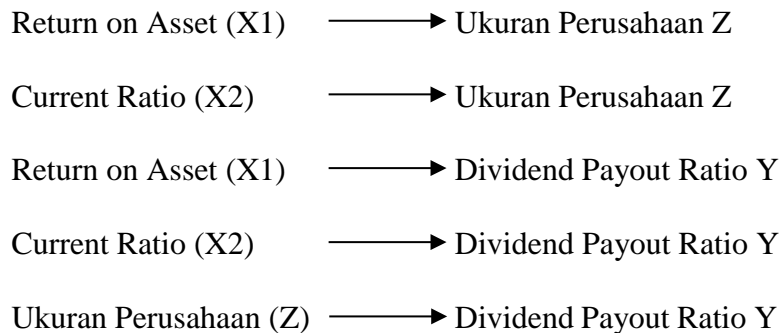 Return on Asset (X1) Ukuran Perusahaan Z
Current Ratio (X2) Ukuran Perusahaan Z
Return on Asset (X1) Dividend Payout Ratio Y
Current Ratio (X2) Dividend Payout Ratio Y
Ukuran Perusahaan (Z) Dividend Payout Ratio Y